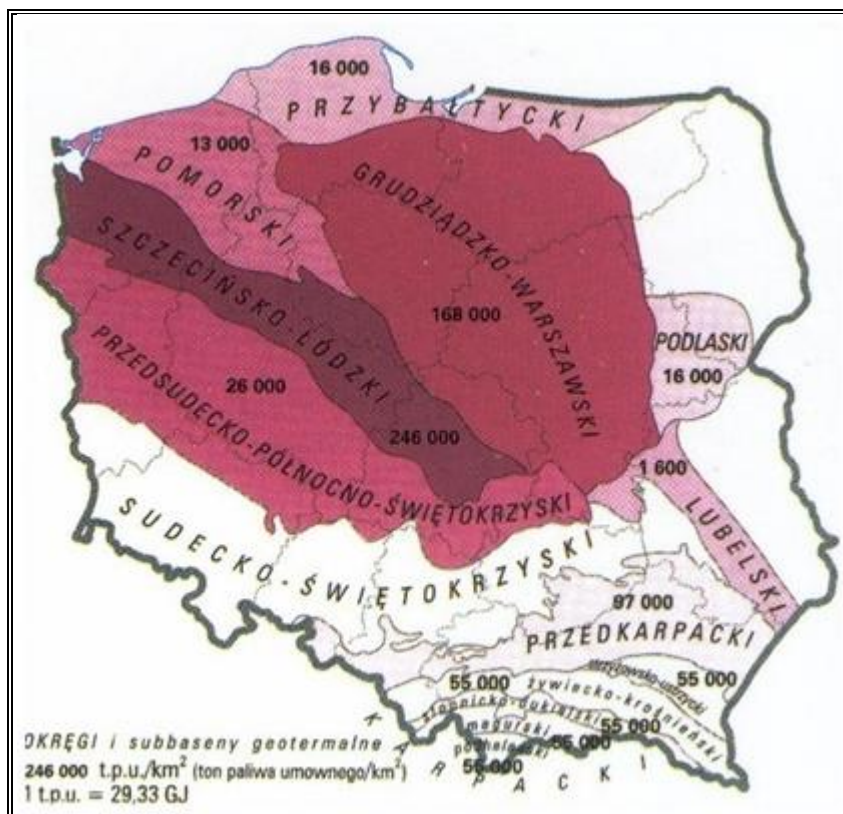 16 000
PRZYBAŁTYCKI
13 000
POMORSKI
GRUDZIĄDZKO-WARSZAWSKI
SZCZECIŃSKO-ŁÓDZKI
168 000
PODLASKI
16 000
PRZEDSUDECKO-PÓŁNOCNO-ŚWIĘTOKRZYSKI
26 000
246 000
1 600
LUBELSKI
SUDECKO-ŚWIĘTOKRZYSKI
97 000
PRZEDKARPACKI
55 000
żywiecko-krośnieński
55 000
55 000
magurski
55 000
KARPACKI
OKRĘGI i subbaseny geotermalne
246 000 t.p.u./km² (ton paliwa umownego/km²)
1 t.p.u. = 29,33 GJ